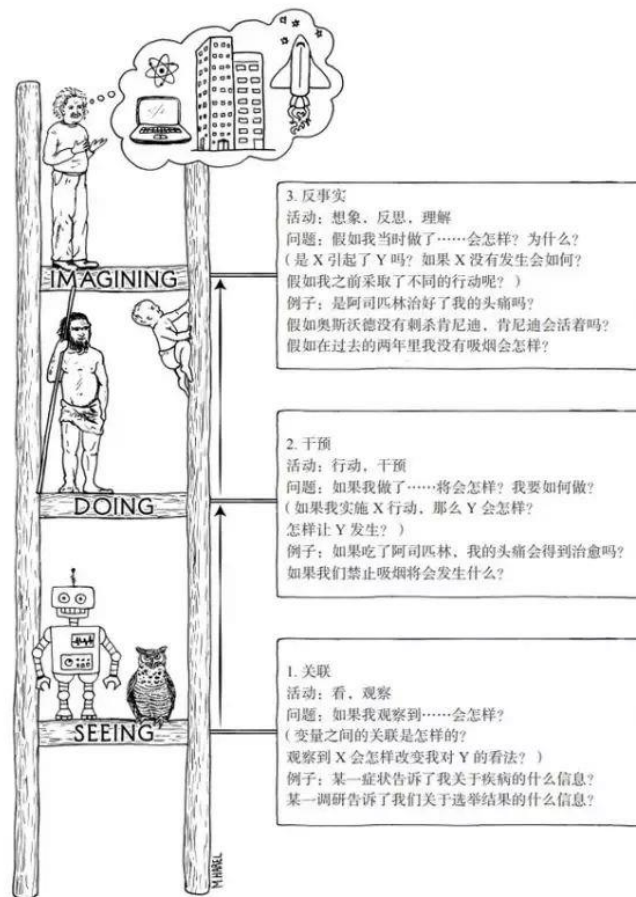 3. 反事实
活动：想象，反思，理解
问题：假如我当时做了……会怎样？为什么？
（是 X 引起了 Y 吗？如果 X 没有发生会如何？
假如我之前采取了不同的行动呢？）
例子：是阿司匹林治好了我的头痛吗？
假如奥斯沃德没有刺杀肯尼迪，肯尼迪会活着吗？
假如在过去的两年里我没有吸烟会怎样？
IMAGINING
2. 干预
活动：行动，干预
问题：如果我做了……将会怎样？我要如何做？
（如果我实施 X 行动，那么 Y 会怎样？
怎样让 Y 发生？）
例子：如果吃了阿司匹林，我的头痛会得到治愈吗？
如果我们禁止吸烟将会发生什么？
DOING
1. 关联
活动：看，观察
问题：如果我观察到……会怎样？
（变量之间的关联是怎样的？
观察到 X 会怎样改变我对 Y 的看法？）
例子：某一症状告诉了我关于疾病的什么信息？
某一调研告诉了我们关于选举结果的什么信息？
SEEING
M.HAREL